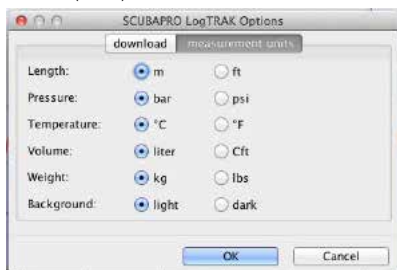 SCUBAPRO LogTRAK Options
download measurement units
Length: m ft
Pressure: bar psi
Temperature: °C °F
Volume: liter Cft
Weight: kg lbs
Background: light dark
OK Cancel